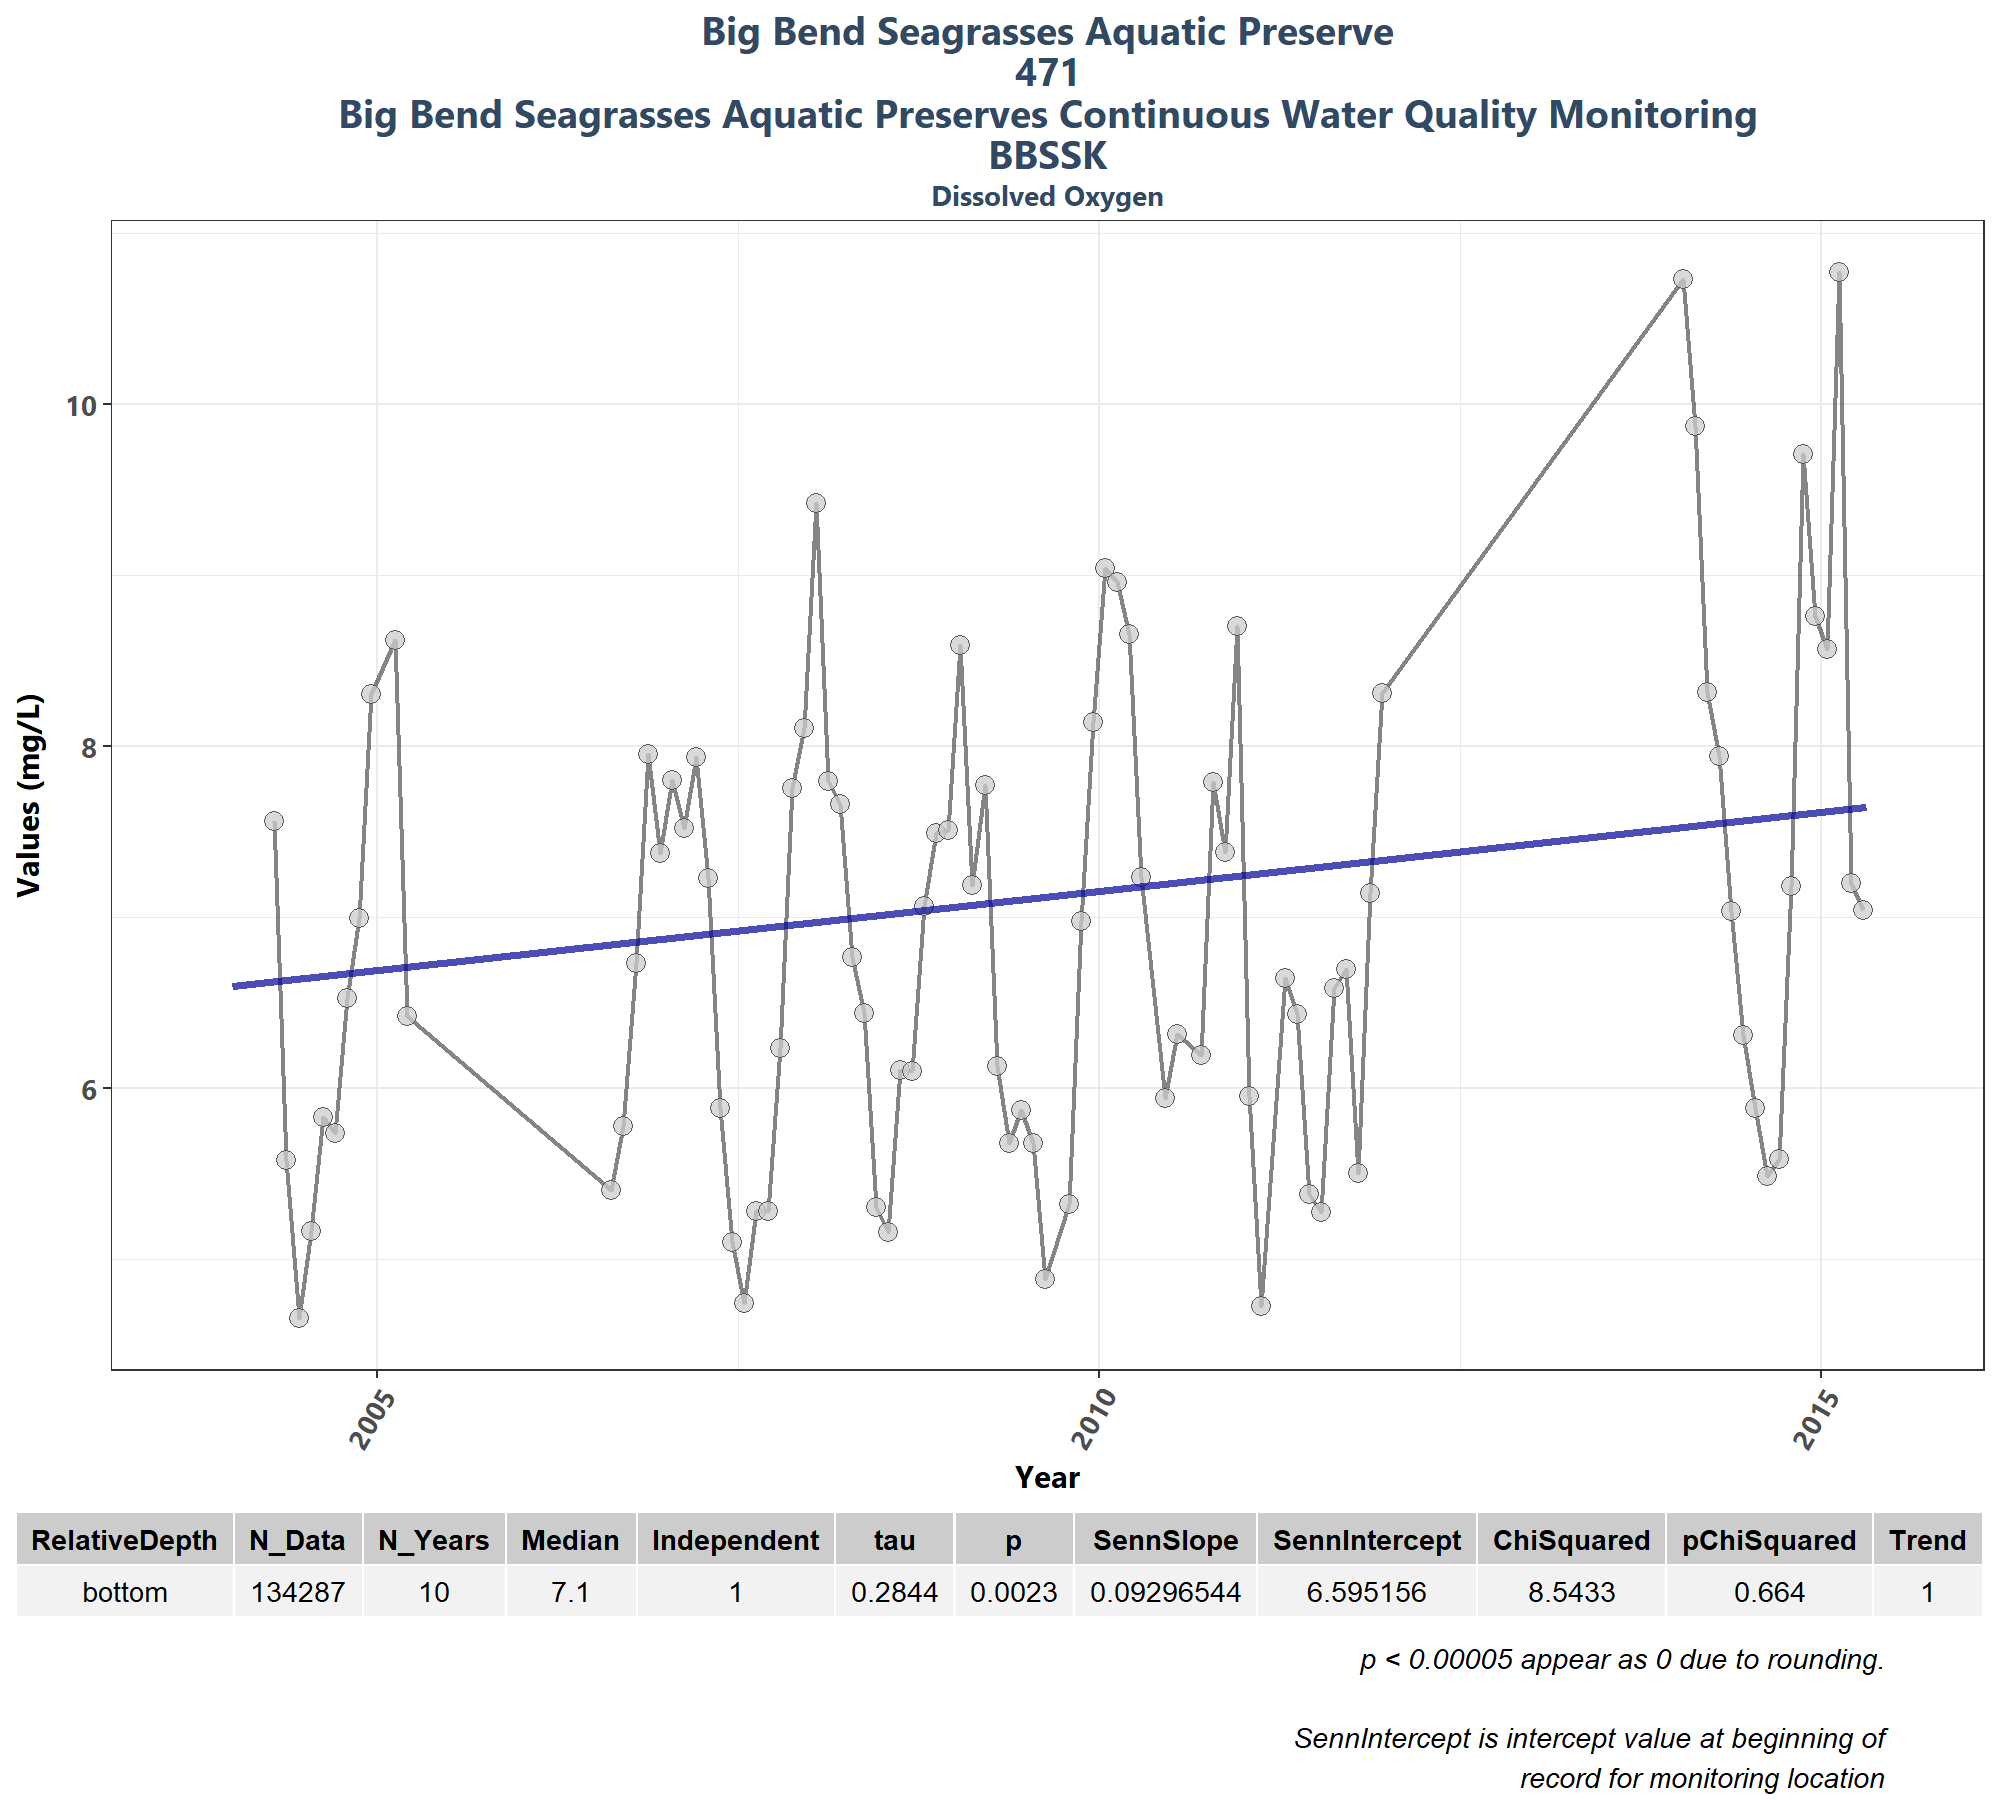 Big Bend Seagrasses Aquatic Preserve
471
Big Bend Seagrasses Aquatic Preserves Continuous Water Quality Monitoring
BBSSK
Dissolved Oxygen
Values (mg/L)
10
8
6
2005
2010
2015
Year
RelativeDepth N_Data N_Years Median Independent tau p SennSlope SennIntercept ChiSquared pChiSquared Trend
bottom 134287 10 7.1 1 0.2844 0.0023 0.09296544 6.595156 8.5433 0.664 1
p < 0.00005 appear as 0 due to rounding.
SennIntercept is intercept value at beginning of
record for monitoring location